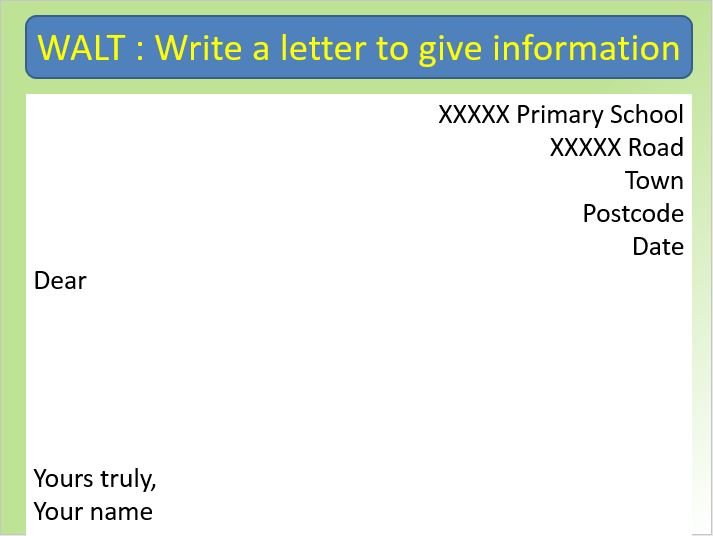 WALT : Write a letter to give information
XXXXX Primary School
XXXXX Road
Town
Postcode
Date
Dear
Yours truly,
Your name